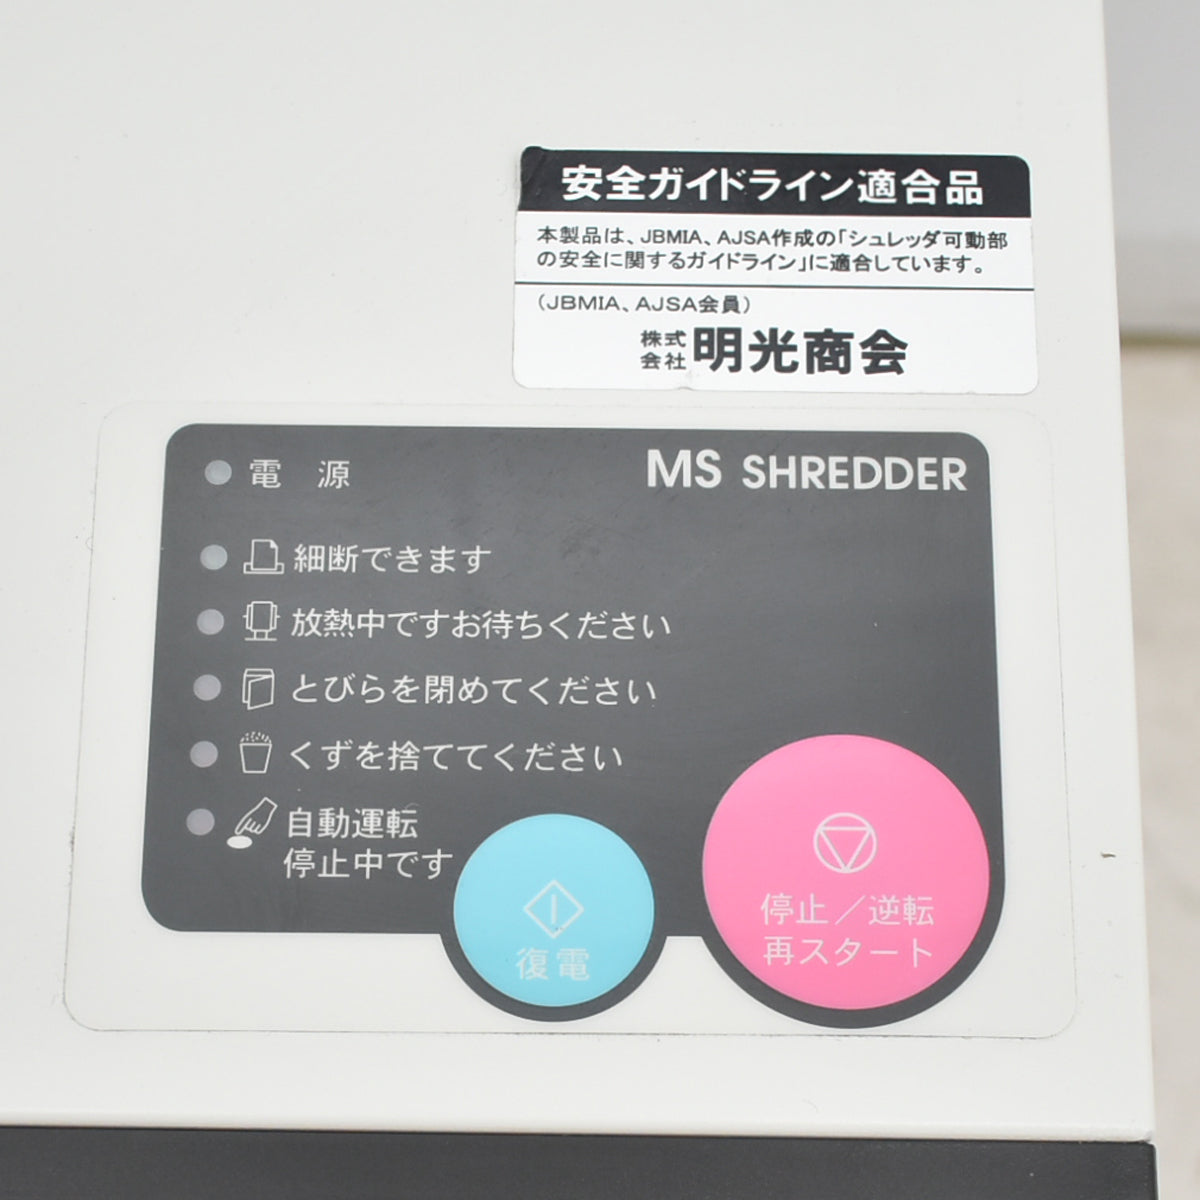 安全ガイドライン適合品
本製品は、JBMIA、AJSA作成の「シュレッダ可動部
の安全に関するガイドライン」に適合しています。
(JBMIA、AJSA会員)
株式
会社 明光商会
電 源 MS SHREDDER
細断できます
放熱中ですお待ちください
とびらを閉めてください
くずを捨ててください
自動運転
停止中です
復電
停止／逆転
再スタート